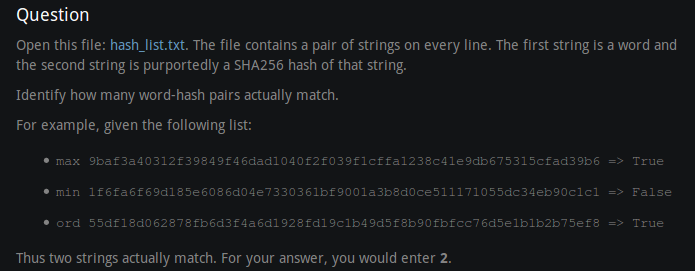 Question
Open this file: hash_list.txt. The file contains a pair of strings on every line. The first string is a word and
the second string is purportedly a SHA256 hash of that string.
Identify how many word-hash pairs actually match.
For example, given the following list:
• max 9baf3a40312f39849f46dad1040f2f039f1cffa1238c41e9db675315cfad39b6 => True
• min 1f6fa6f69d185e6086d04e7330361bf9001a3b8d0ce511171055dc34eb90c1c1 => False
• ord 55df18d062878fb6d3f4a6d1928fd19c1b49d5f8b90fbfcc76d5e1b1b2b75ef8 => True
Thus two strings actually match. For your answer, you would enter 2.